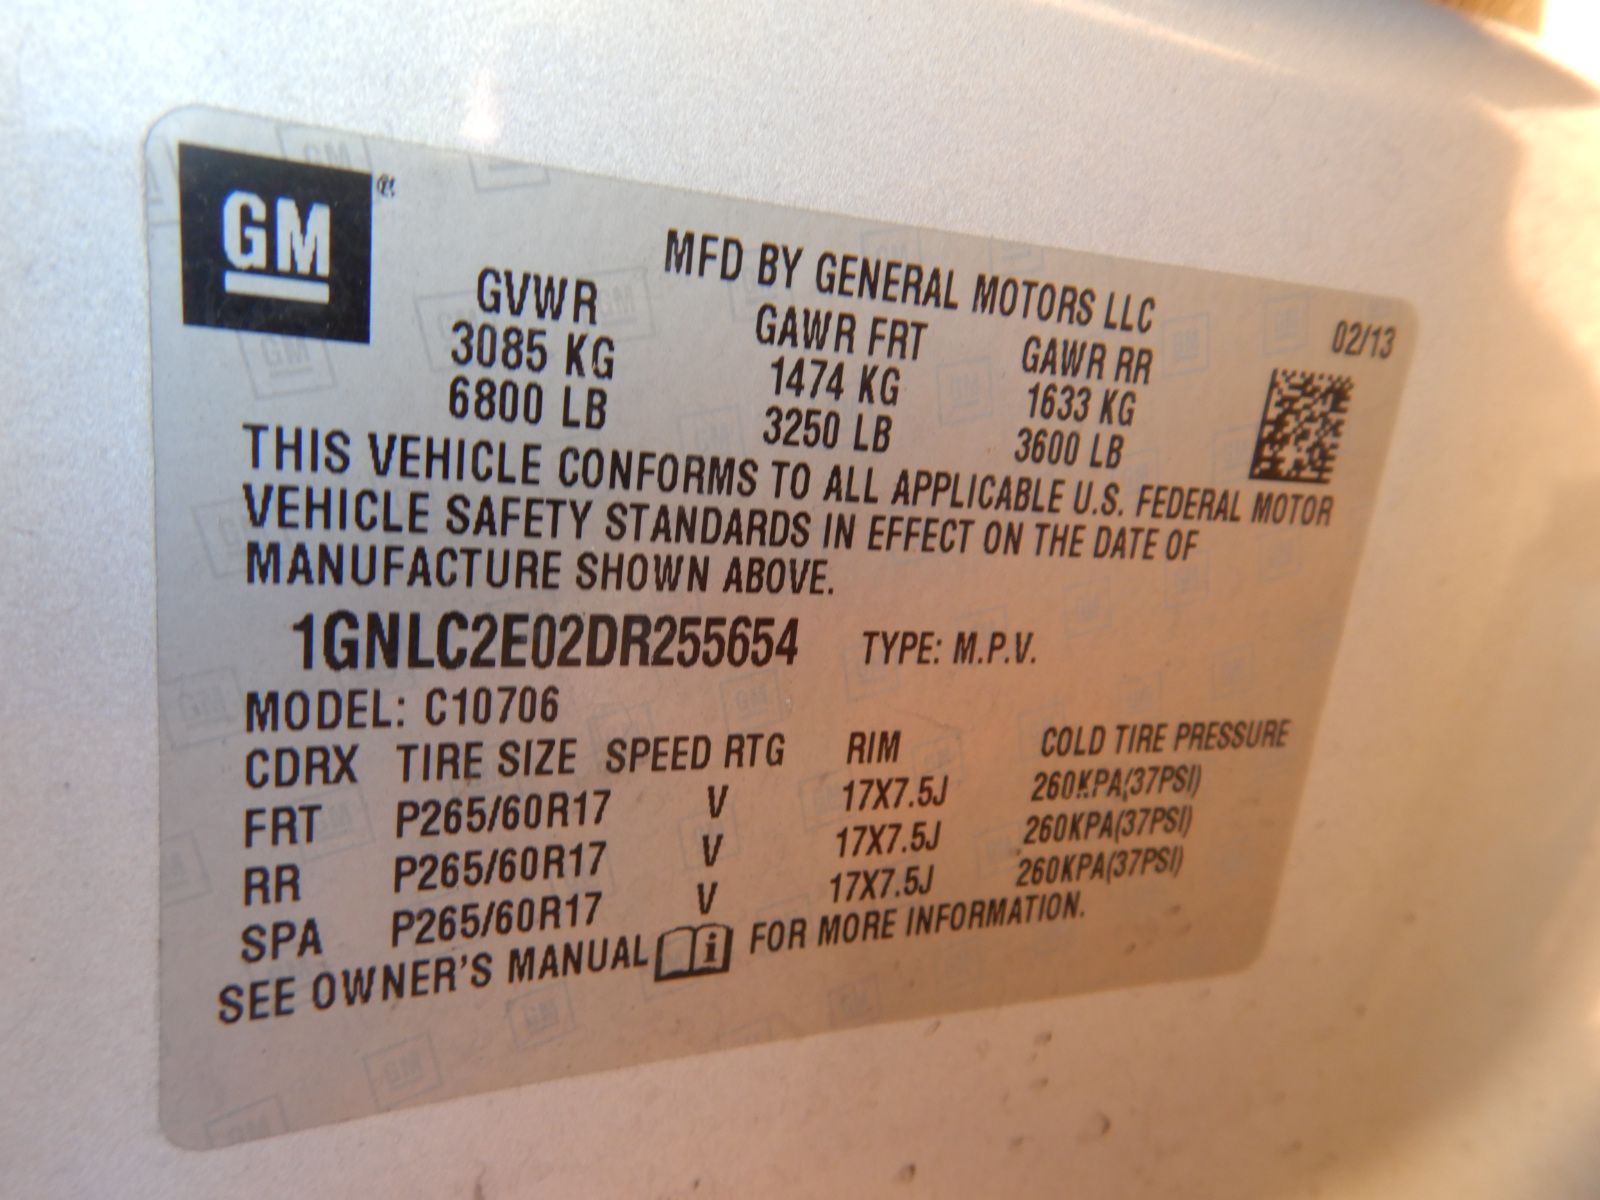 GM®
MFD BY GENERAL MOTORS LLC
02/13
GVWR GAWR FRT GAWR RR
3085 KG 1474 KG 1633 KG
6800 LB 3250 LB 3600 LB
THIS VEHICLE CONFORMS TO ALL APPLICABLE U.S. FEDERAL MOTOR
VEHICLE SAFETY STANDARDS IN EFFECT ON THE DATE OF
MANUFACTURE SHOWN ABOVE.
1GNLC2E02DR255654 TYPE: M.P.V.
MODEL: C10706
CDRX TIRE SIZE SPEED RTG RIM COLD TIRE PRESSURE
FRT P265/60R17 V 17X7.5J 260KPA(37PSI)
RR P265/60R17 V 17X7.5J 260KPA(37PSI)
SPA P265/60R17 V 17X7.5J 260KPA(37PSI)
SEE OWNER'S MANUAL i FOR MORE INFORMATION.